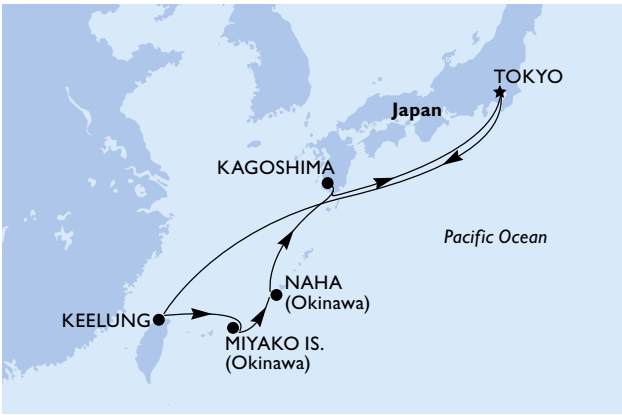 TOKYO
Japan
KAGOSHIMA
Pacific Ocean
NAHA
(Okinawa)
KEELUNG
MIYAKO IS.
(Okinawa)